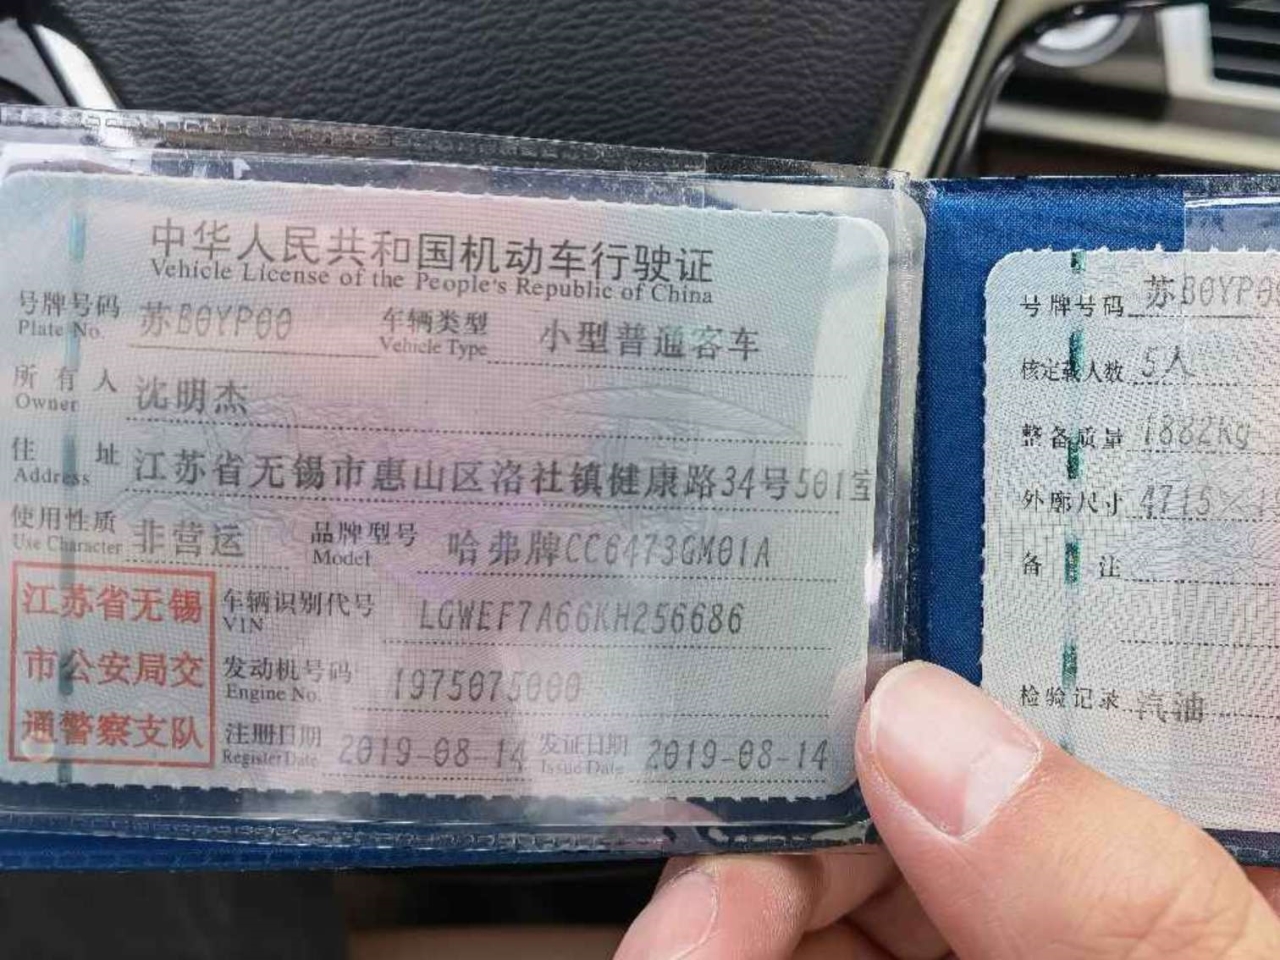 中华人民共和国机动车行驶证
Vehicle License of the People's Republic of China
号牌号码 苏B0YP00 车辆类型 小型普通客车
Plate No. Vehicle Type
所有人 沈明杰
Owner
住址 江苏省无锡市惠山区洛社镇健康路34号501室
Address
使用性质 非营运 品牌型号 哈弗牌CC6473GM01A
Use Character Model
江苏省无锡
市公安局交
通警察支队
车辆识别代号 LGWEF7A66KH256686
VIN
发动机号码 1975075000
Engine No.
注册日期 2019-08-14 发证日期 2019-08-14
Register Date Issue Date
号牌号码 苏B0YP0
核定载人数 5人
整备质量 1882kg
外廓尺寸 4715×1
备注
检验记录 汽油